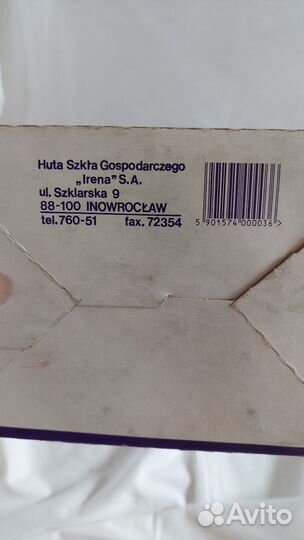 Huta Szkła Gospodarczego
„Irena” S.A.
ul. Szklarska 9
88-100 INOWROCŁAW
tel.760-51 fax. 72354
5 901574 000036 >
Avito